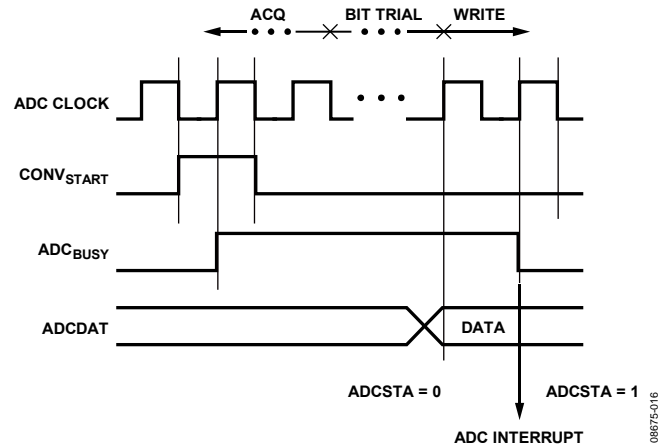 ACQ BIT TRIAL WRITE
ADC CLOCK
CONVSTART
ADCBUSY
ADCDAT
DATA
ADCSTA = 0 ADCSTA = 1
ADC INTERRUPT
08675-016